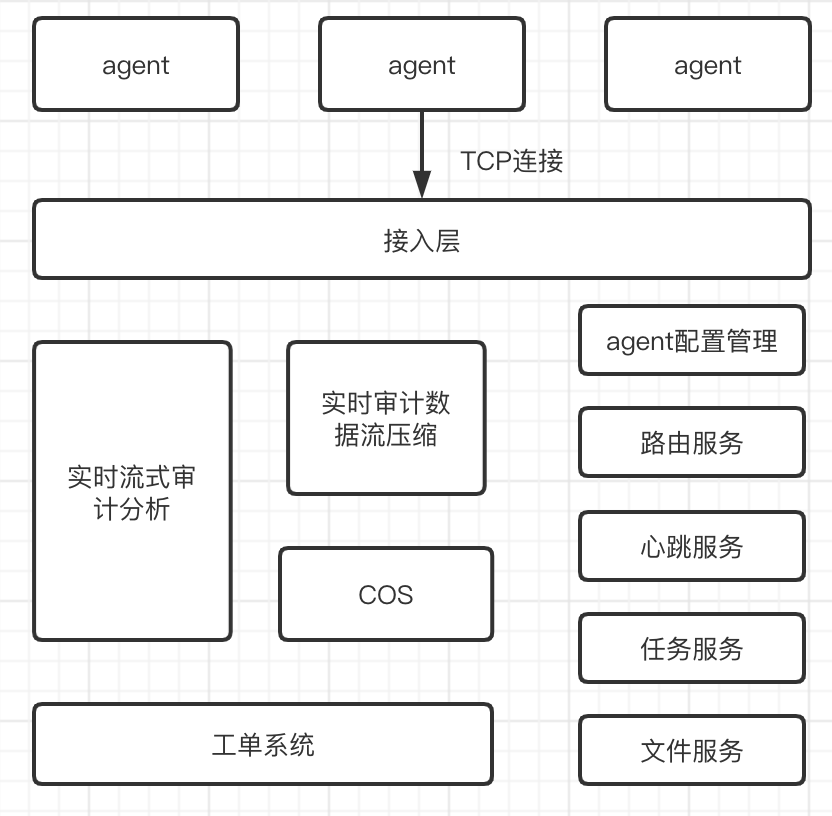 agent
agent
agent
TCP连接
接入层
agent配置管理
实时审计数
据流压缩
路由服务
实时流式审
计分析
心跳服务
COS
任务服务
工单系统
文件服务